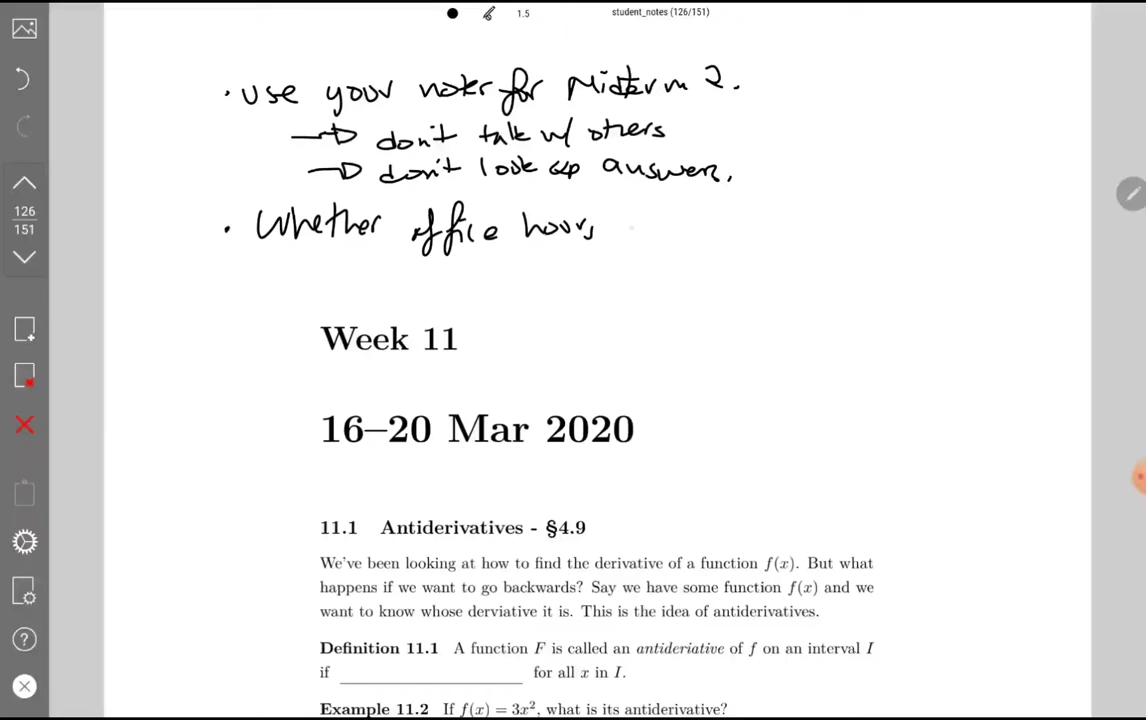 1.5 student_notes (126/151)
• use your notes for Midterm 2.
→ don't talk w/ others
→ don't look up answers.
• Whether office hours
126
151
Week 11
16–20 Mar 2020
11.1 Antiderivatives - §4.9
We've been looking at how to find the derivative of a function f(x). But what
happens if we want to go backwards? Say we have some function f(x) and we
want to know whose derviative it is. This is the idea of antiderivatives.
Definition 11.1 A function F is called an antideriative of f on an interval I
if ____________________ for all x in I.
Example 11.2 If f(x) = 3x², what is its antiderivative?